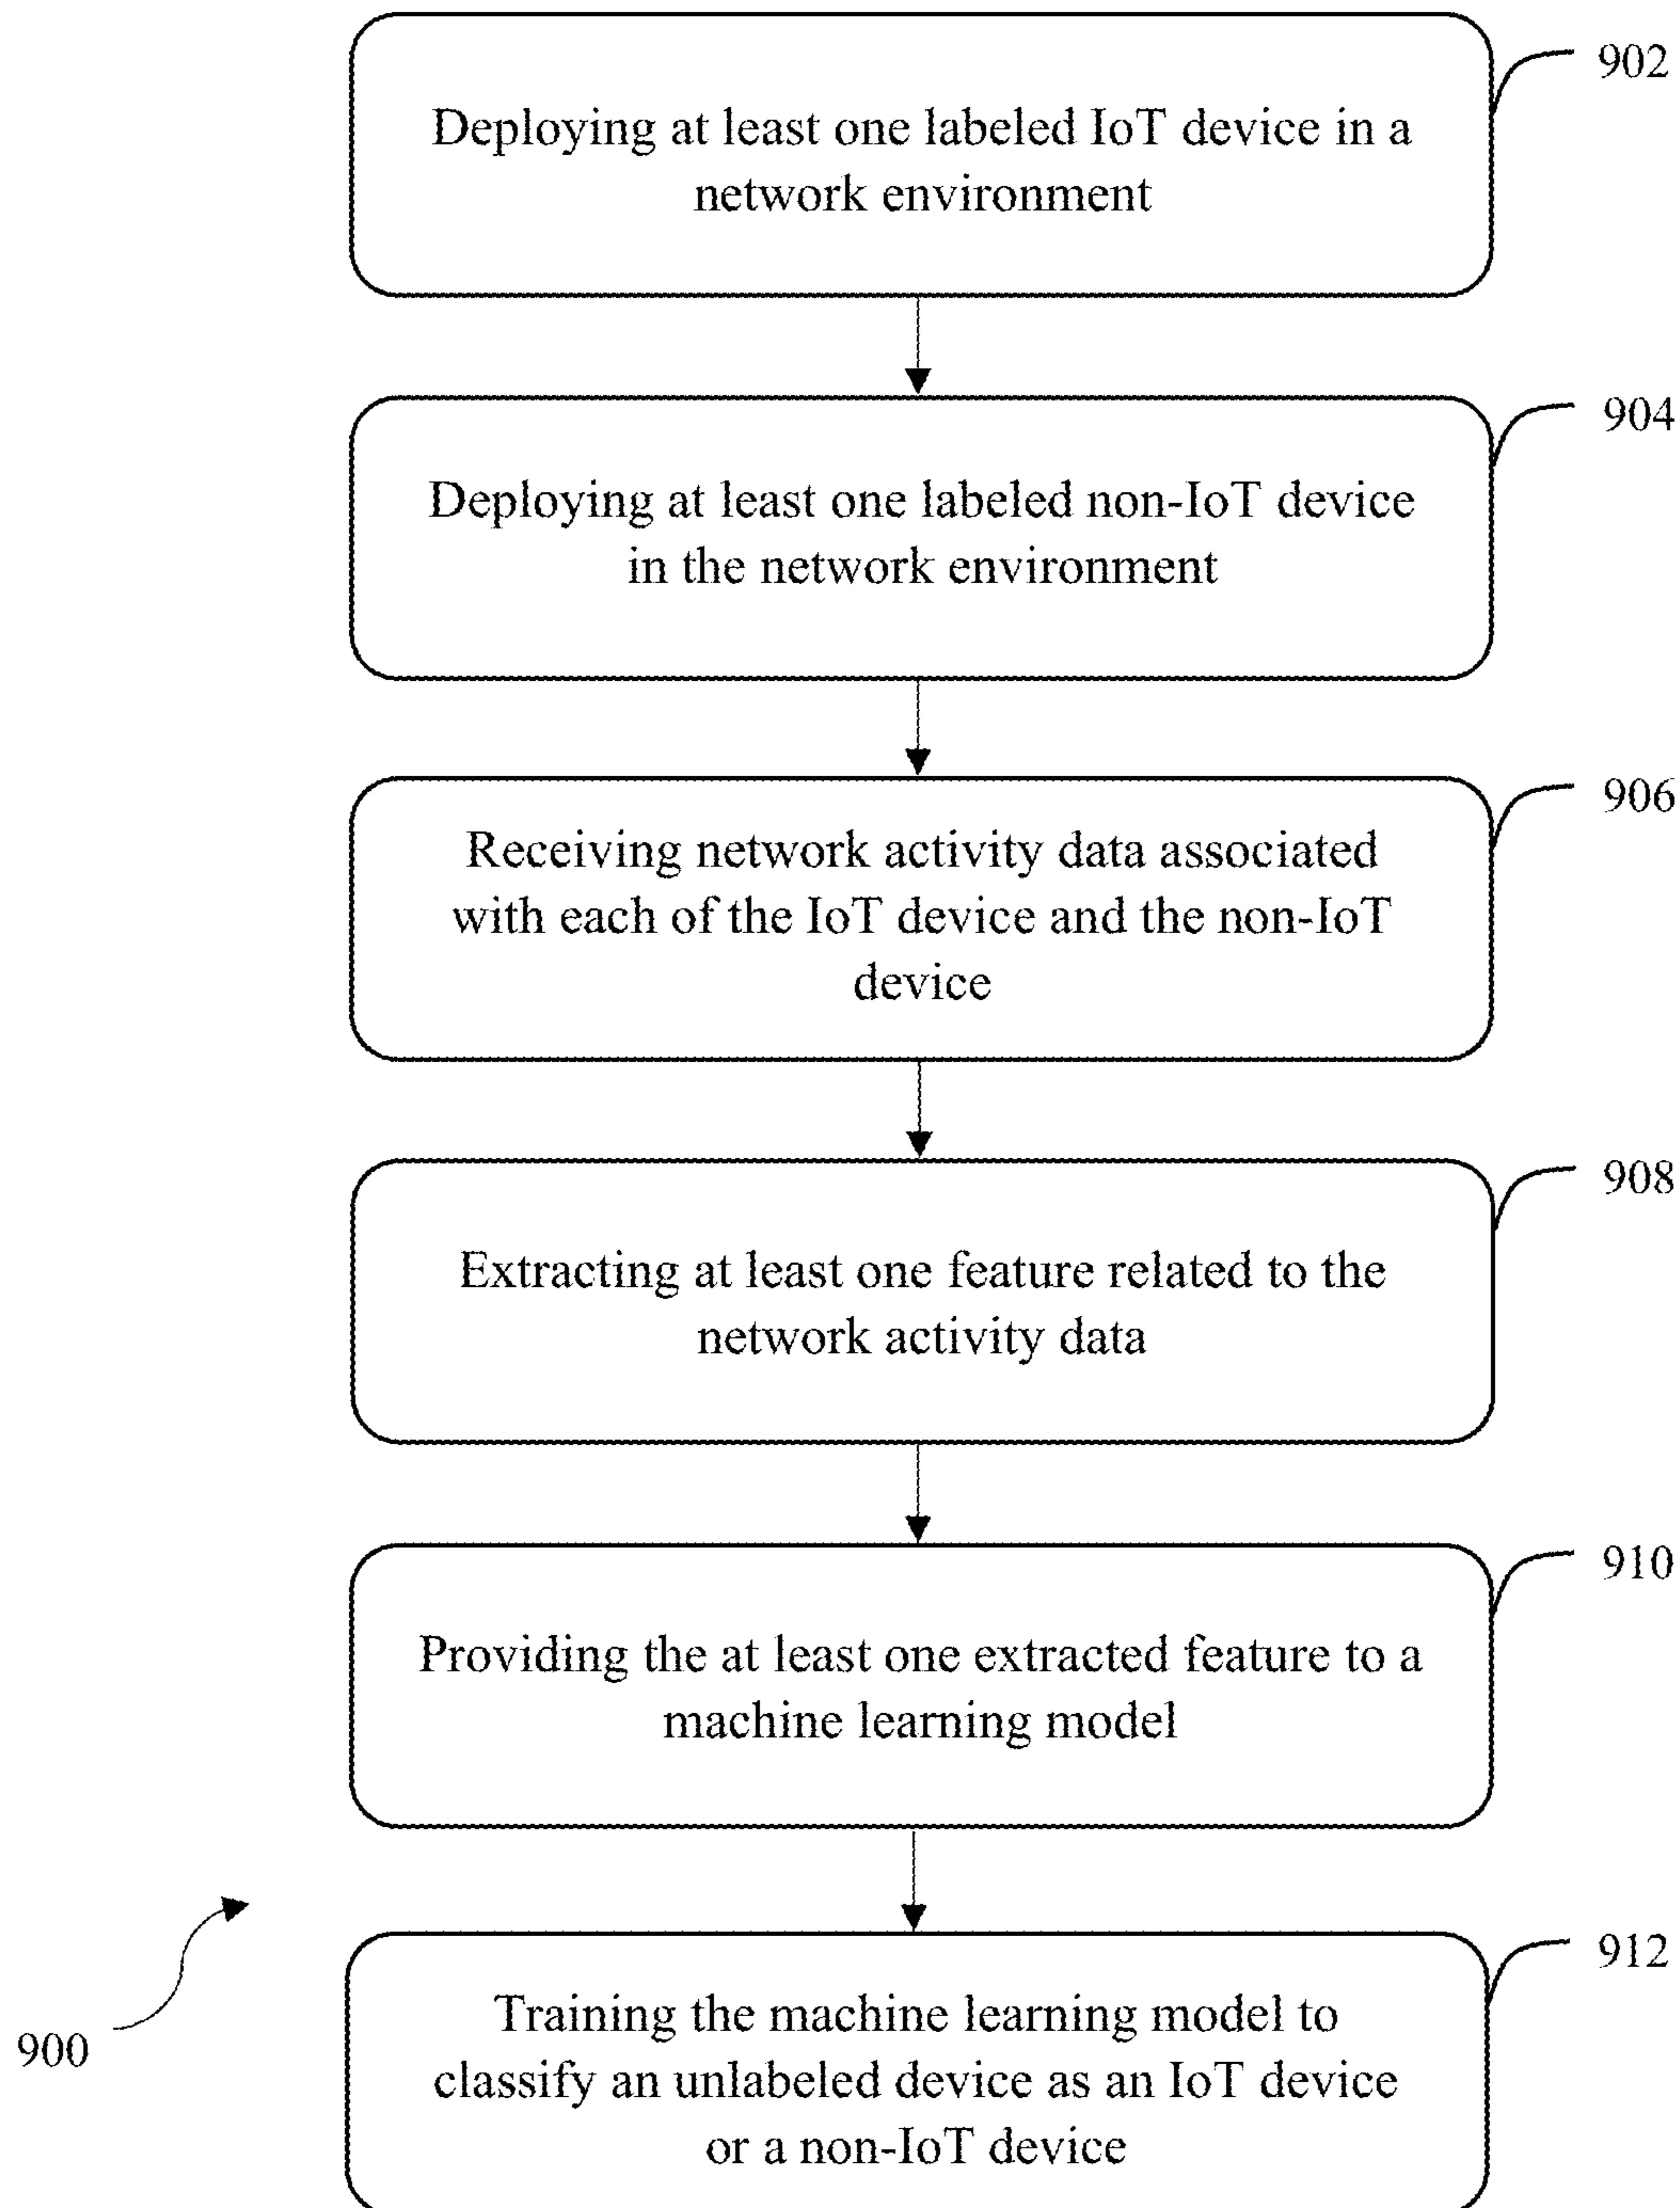 902
Deploying at least one labeled IoT device in a
network environment
904
Deploying at least one labeled non-IoT device
in the network environment
906
Receiving network activity data associated
with each of the IoT device and the non-IoT
device
908
Extracting at least one feature related to the
network activity data
910
Providing the at least one extracted feature to a
machine learning model
912
Training the machine learning model to
classify an unlabeled device as an IoT device
or a non-IoT device
900